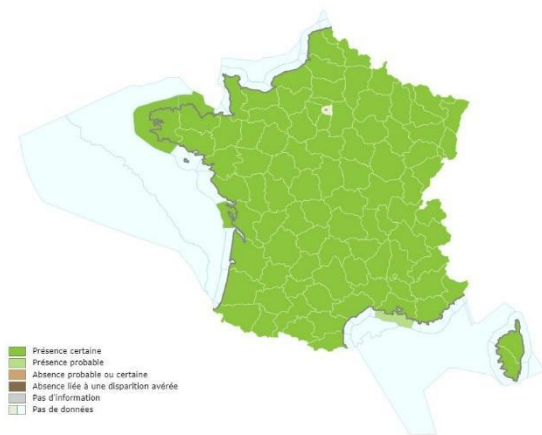 Présence certaine
Présence probable
Absence probable ou certaine
Absence liée à une disparition avérée
Pas d'information
Pas de données